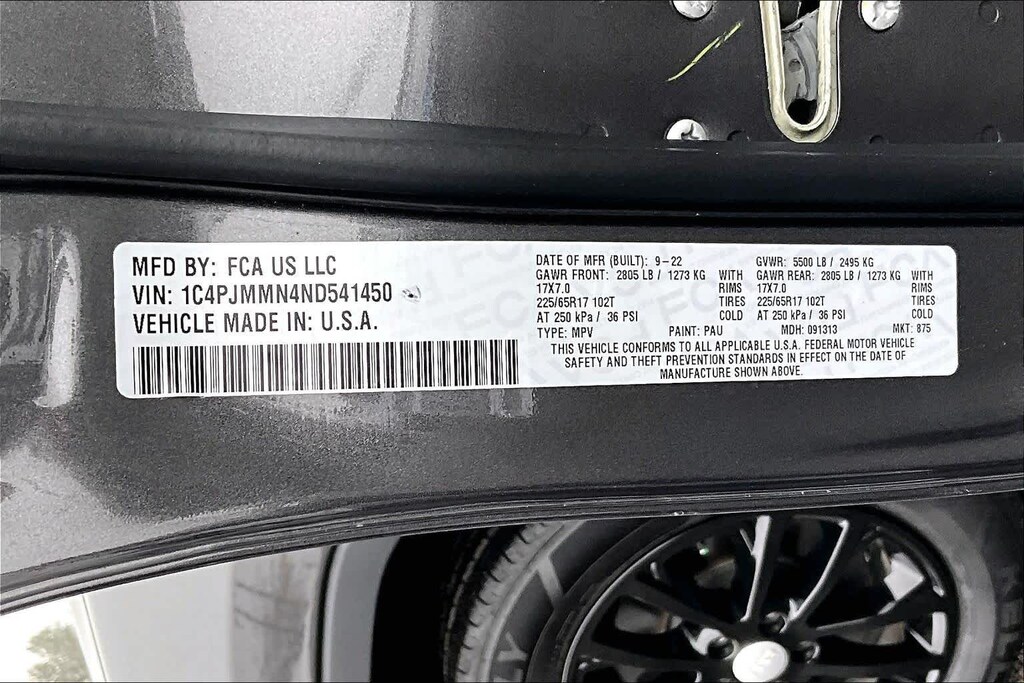 MFD BY: FCA US LLC
VIN: 1C4PJMMN4ND541450
VEHICLE MADE IN: U.S.A.
DATE OF MFR (BUILT): 9-22 GVWR: 5500 LB / 2495 KG
GAWR FRONT: 2805 LB / 1273 KG WITH GAWR REAR: 2805 LB / 1273 KG WITH
17X7.0 RIMS 17X7.0 RIMS
225/65R17 102T TIRES 225/65R17 102T TIRES
AT 250 kPa / 36 PSI COLD AT 250 kPa / 36 PSI COLD
TYPE: MPV PAINT: PAU MDH: 091313 MKT: 875
THIS VEHICLE CONFORMS TO ALL APPLICABLE U.S.A. FEDERAL MOTOR VEHICLE
SAFETY AND THEFT PREVENTION STANDARDS IN EFFECT ON THE DATE OF
MANUFACTURE SHOWN ABOVE.